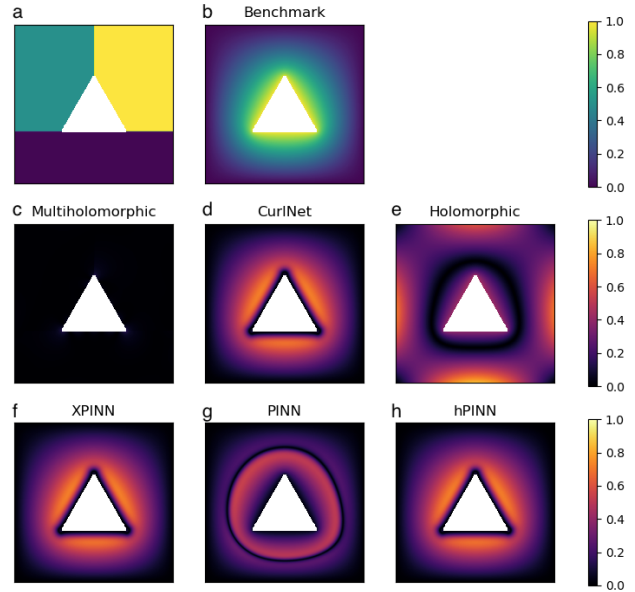 a
b Benchmark
1.0
0.8
0.6
0.4
0.2
0.0
c Multiholomorphic
d CurlNet
e Holomorphic
1.0
0.8
0.6
0.4
0.2
0.0
f XPINN
g PINN
h hPINN
1.0
0.8
0.6
0.4
0.2
0.0